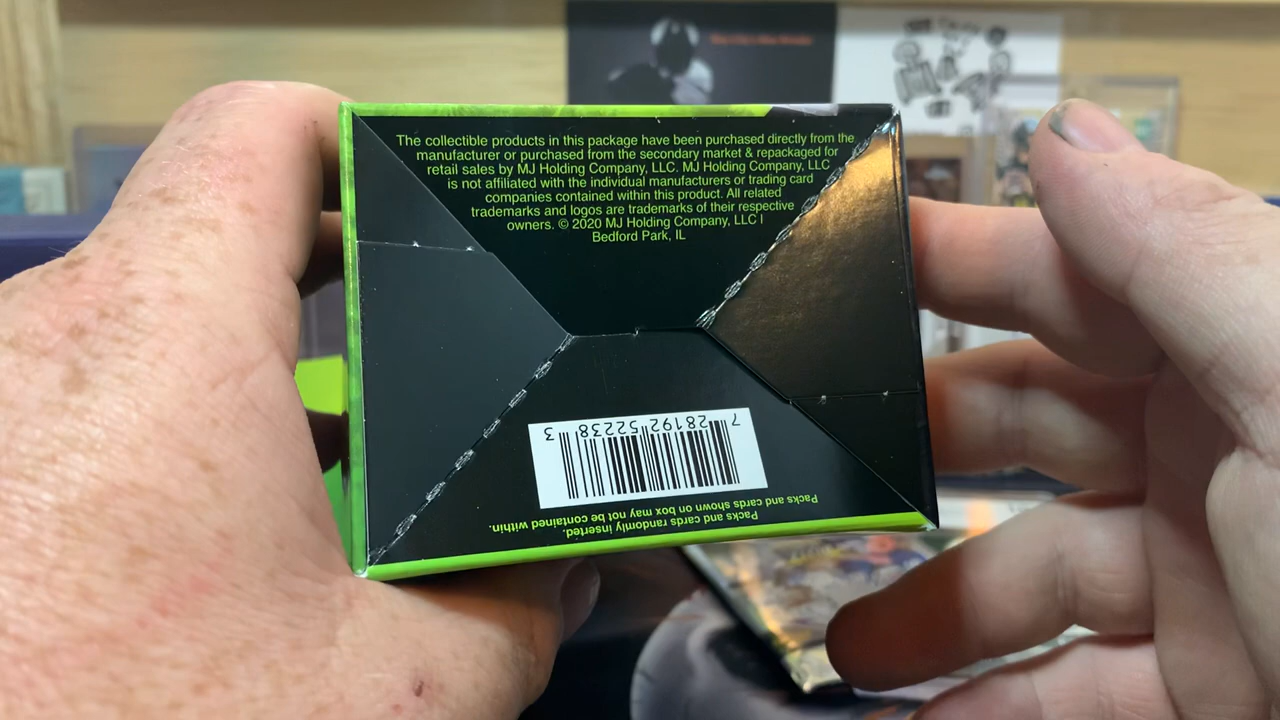 The collectible products in this package have been purchased directly from the
manufacturer or purchased from the secondary market & repackaged for
retail sales by MJ Holding Company, LLC. MJ Holding Company, LLC
is not affiliated with the individual manufacturers or trading card
companies contained within this product. All related
trademarks and logos are trademarks of their respective
owners. © 2020 MJ Holding Company, LLC |
Bedford Park, IL
7 28192 52238 3
Packs and cards randomly inserted.
Packs and cards shown on box may not be contained within.